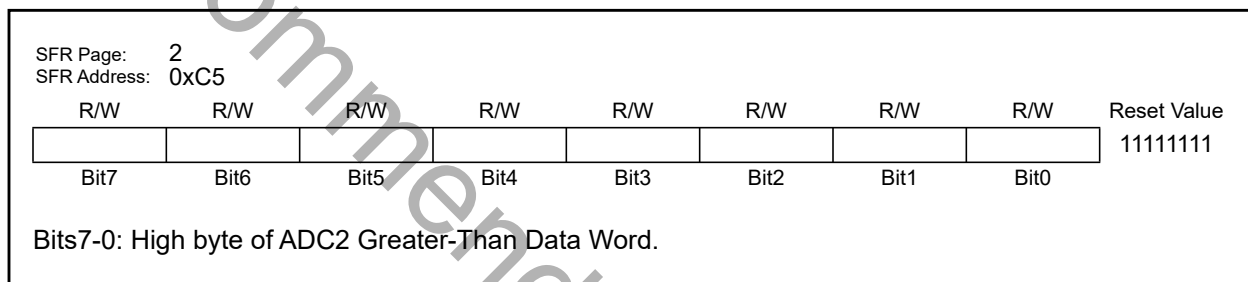 SFR Page: 2
SFR Address: 0xC5
R/W R/W R/W R/W R/W R/W R/W R/W Reset Value
11111111
Bit7 Bit6 Bit5 Bit4 Bit3 Bit2 Bit1 Bit0
Bits7-0: High byte of ADC2 Greater-Than Data Word.
ommend